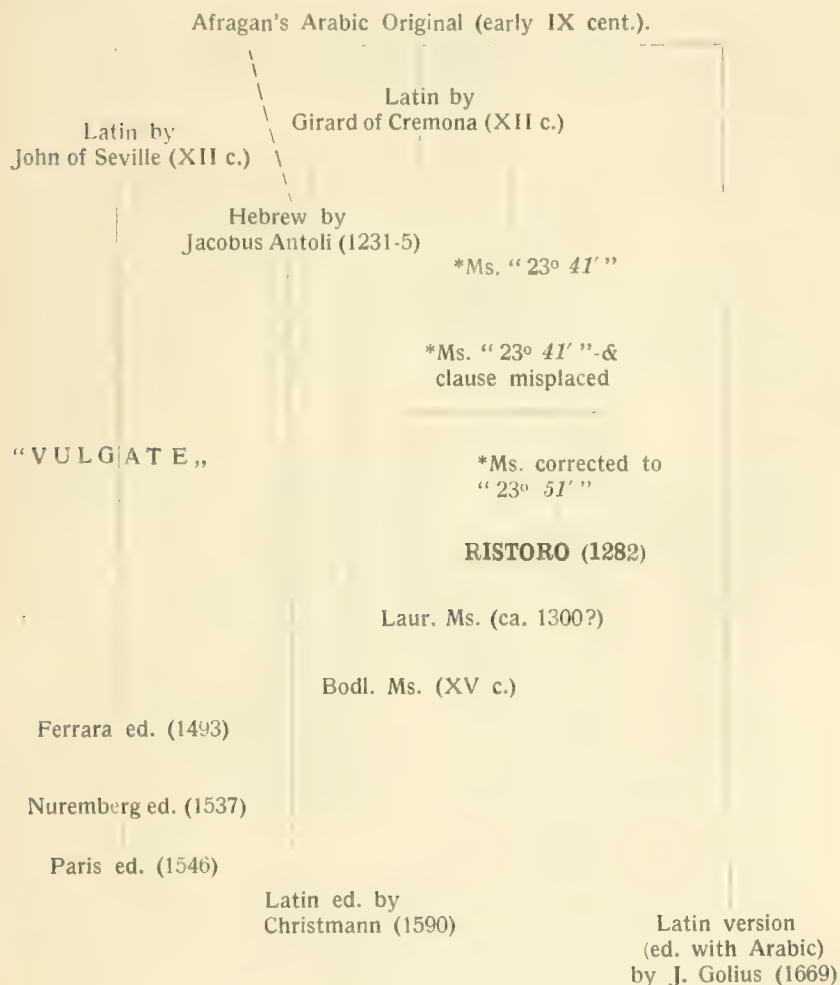 Afragan's Arabic Original (early IX cent.).
Latin by
Girard of Cremona (XII c.)
Latin by
John of Seville (XII c.)
Hebrew by
Jacobus Antoli (1231-5)
*Ms. “ 23º 41′ ”
*Ms. “ 23º 41′ ”-&
clause misplaced
“VULGATE„
*Ms. corrected to
“ 23º 51′ ”
RISTORO (1282)
Laur. Ms. (ca. 1300?)
Bodl. Ms. (XV c.)
Ferrara ed. (1493)
Nuremberg ed. (1537)
Paris ed. (1546)
Latin ed. by
Christmann (1590)
Latin version
(ed. with Arabic)
by J. Golius (1669)